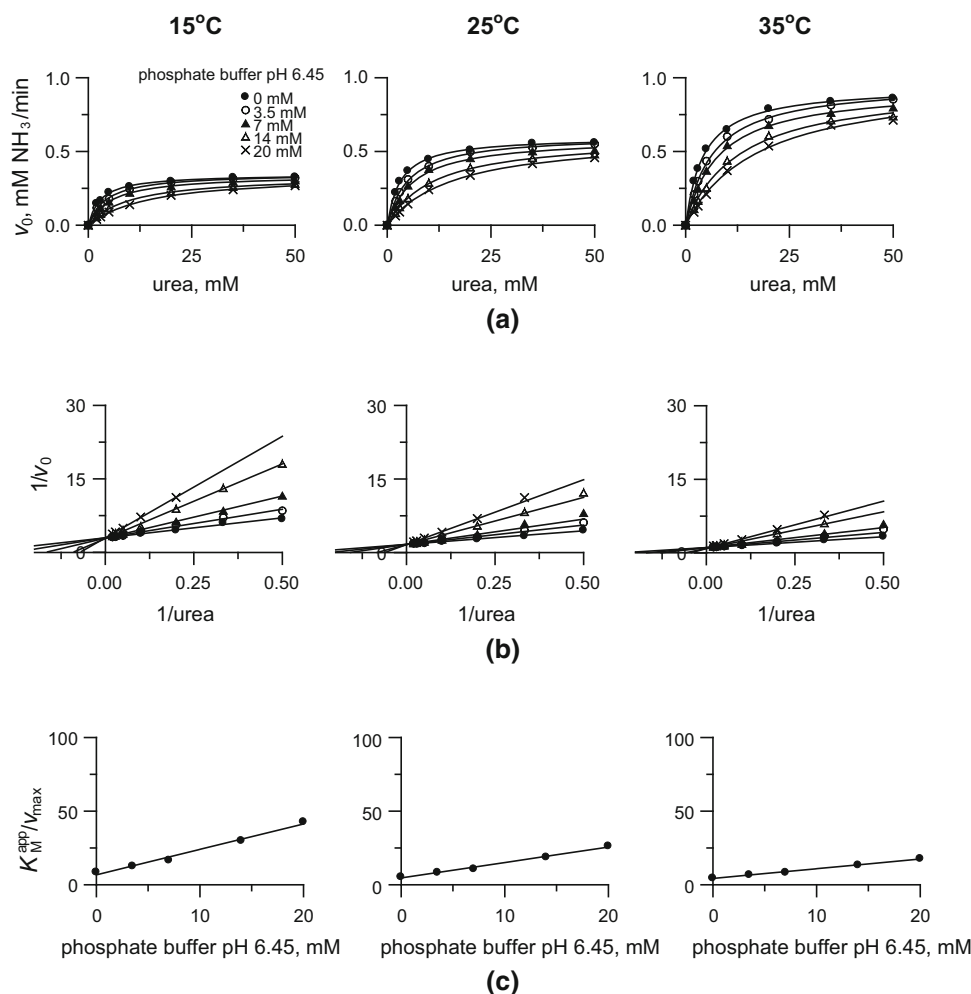 15°C 25°C 35°C
phosphate buffer pH 6.45
0 mM
3.5 mM
7 mM
14 mM
20 mM
v₀, mM NH₃/min
1.0 1.0 1.0
0.5 0.5 0.5
0.0 0.0 0.0
0 25 50 0 25 50 0 25 50
urea, mM urea, mM urea, mM
(a)
1/v₀
30 30 30
15 15 15
0 0 0
0.00 0.25 0.50 0.00 0.25 0.50 0.00 0.25 0.50
1/urea 1/urea 1/urea
(b)
K_M^app/v_max
100 100 100
50 50 50
0 0 0
0 10 20 0 10 20 0 10 20
phosphate buffer pH 6.45, mM phosphate buffer pH 6.45, mM phosphate buffer pH 6.45, mM
(c)